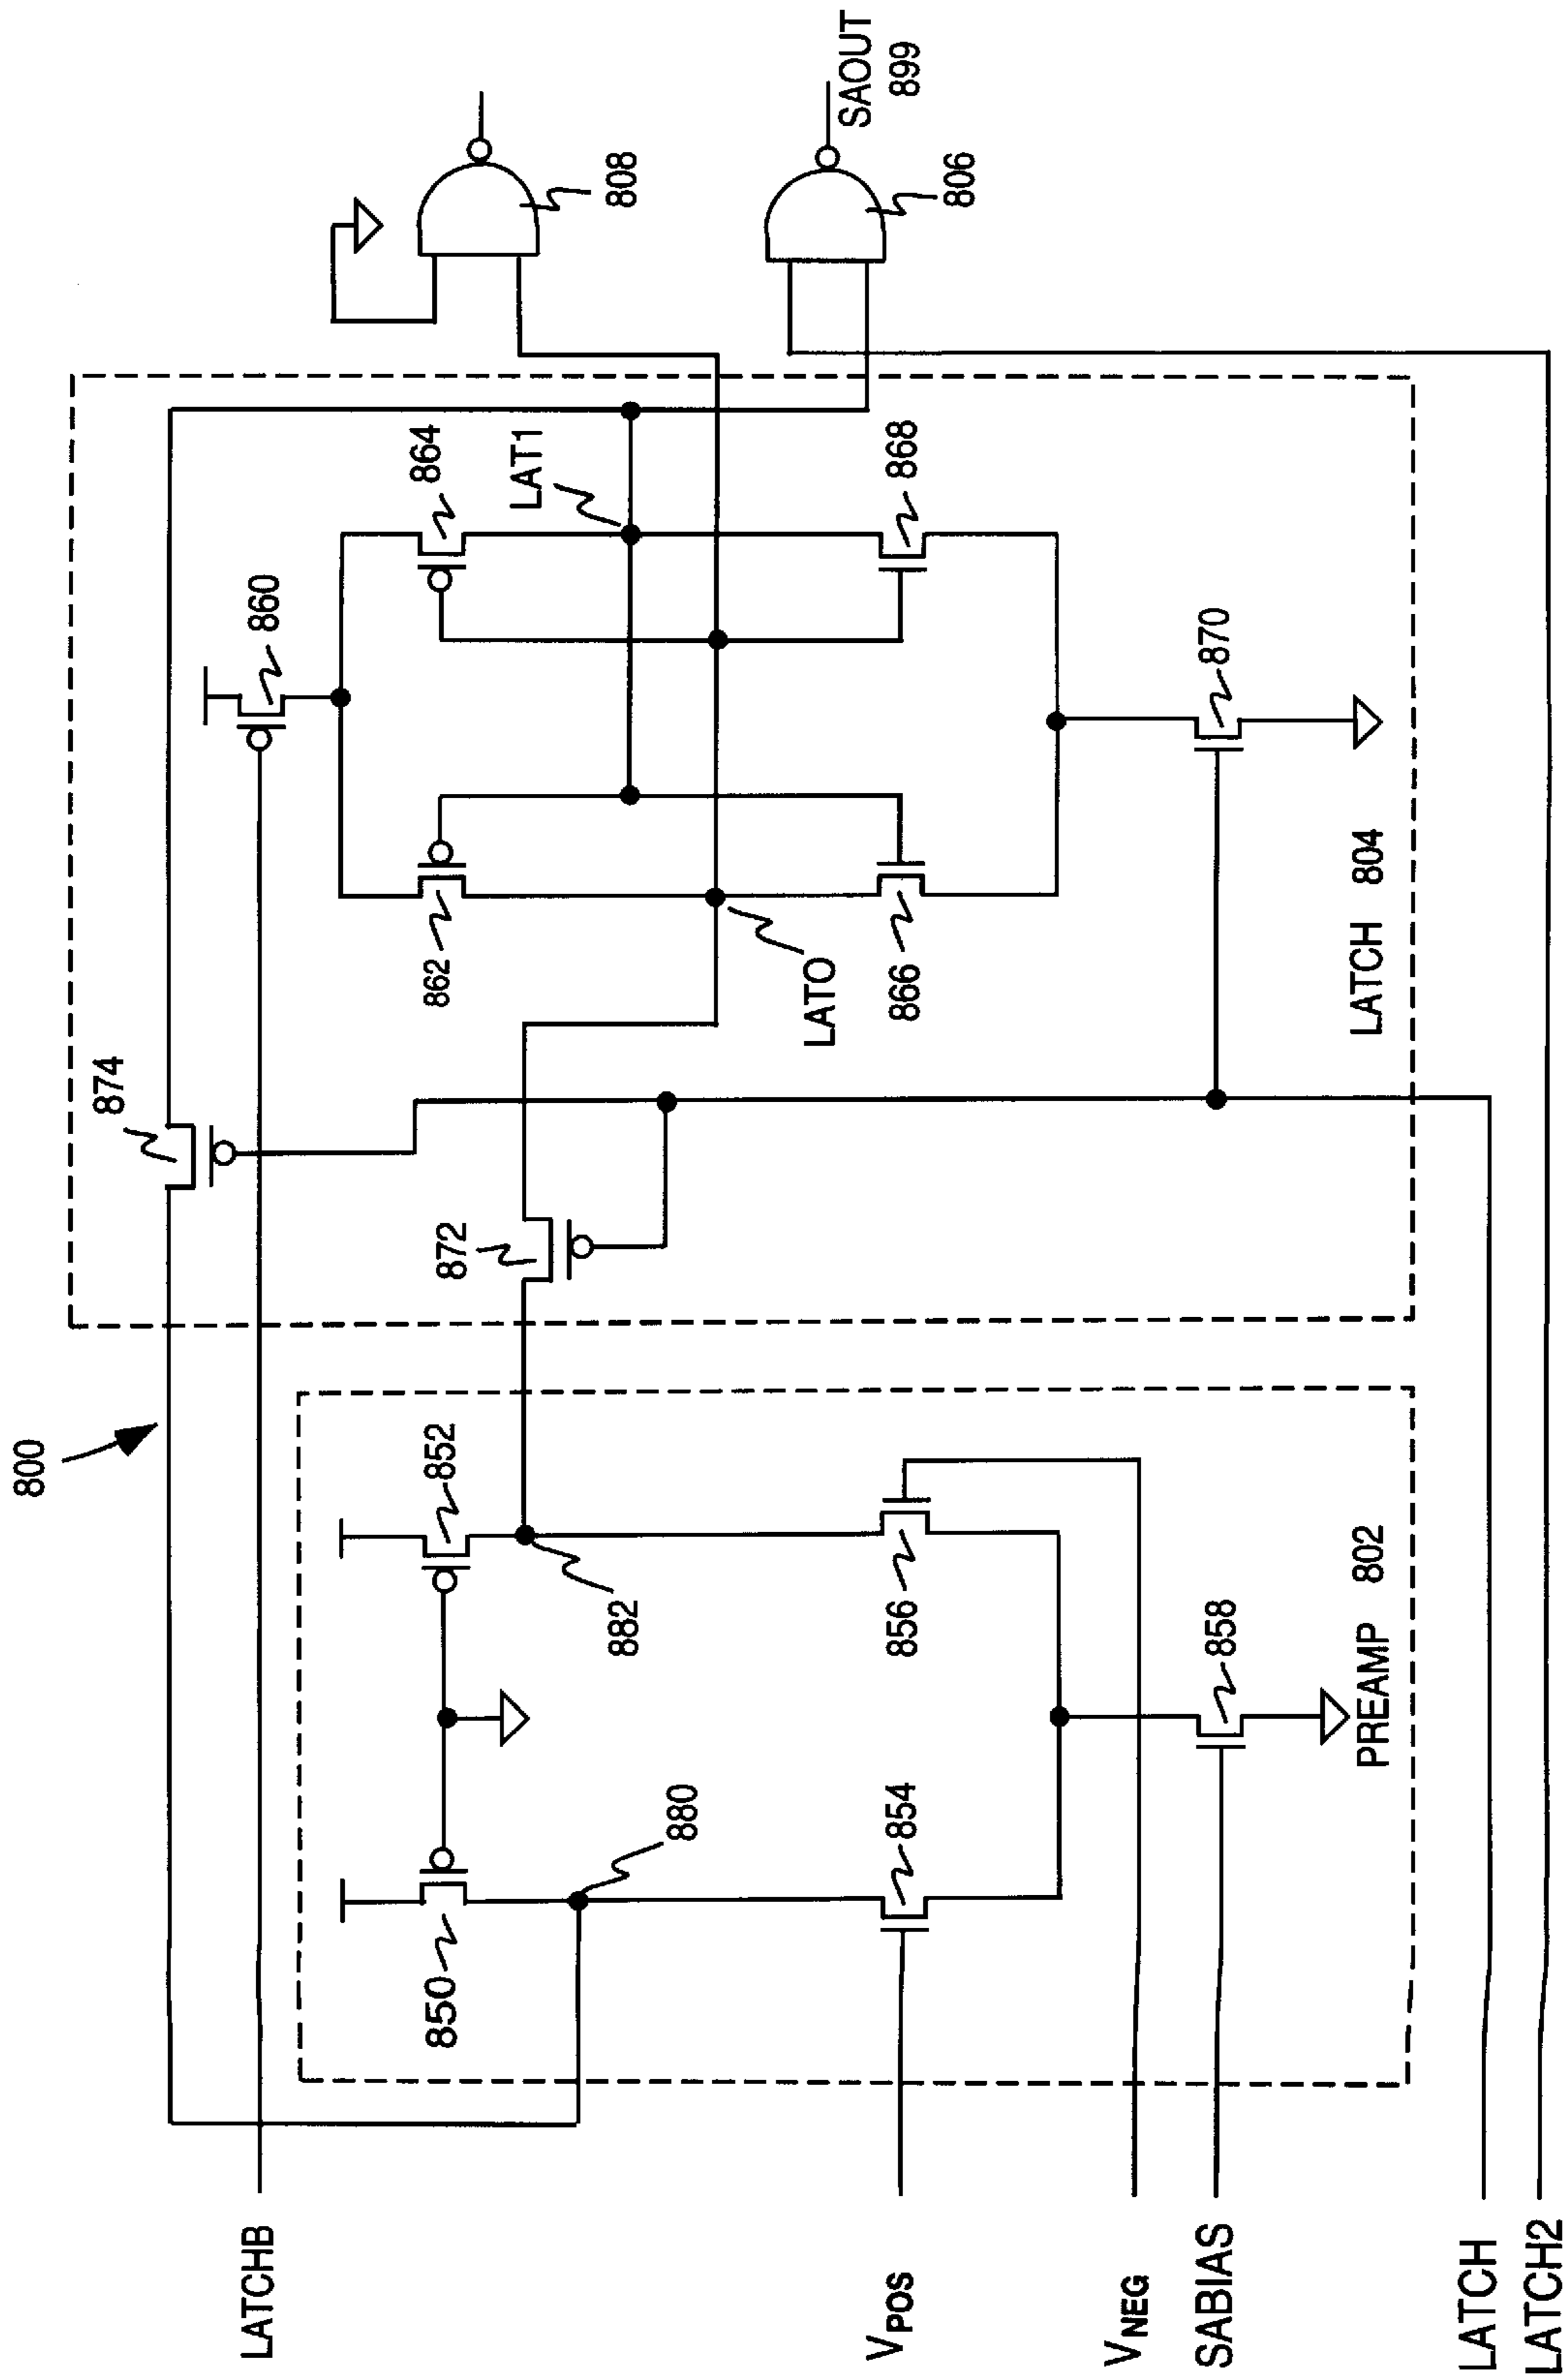 800
874
LATCHB
860
850
852
862
864
872
LAT1
882
808
880
LATO
SAOUT
899
VPOS
854
856
866
868
806
VNEG
SABIAS
858
870
PREAMP 802
LATCH 804
LATCH
LATCH2